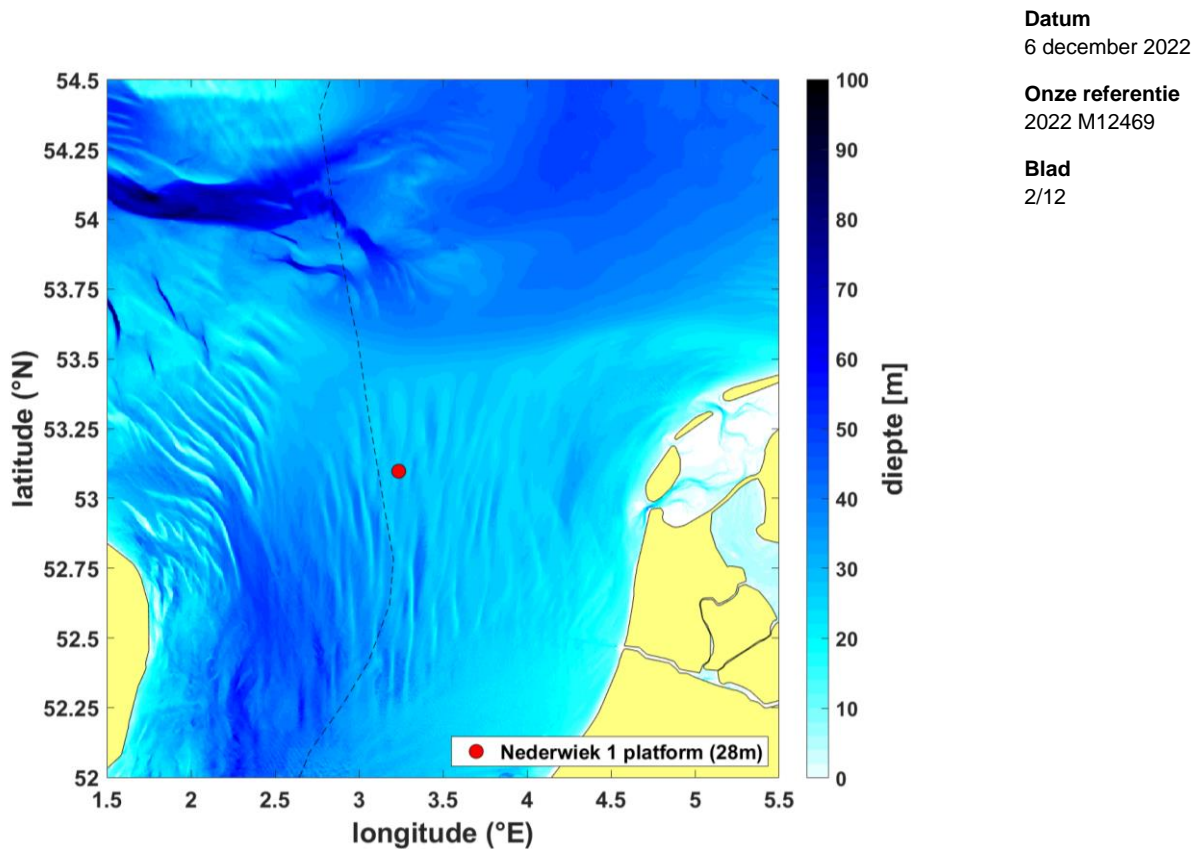 Datum
6 december 2022
Onze referentie
2022 M12469
Blad
2/12
54.5
54.25
54
53.75
53.5
53.25
53
52.75
52.5
52.25
52
latitude (°N)
1.5 2 2.5 3 3.5 4 4.5 5 5.5
longitude (°E)
Nederwiek 1 platform (28m)
100
90
80
70
60
50
40
30
20
10
0
diepte [m]